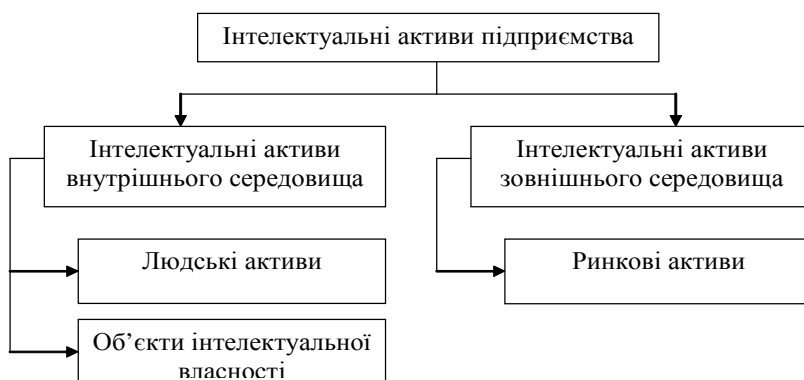 Інтелектуальні активи підприємства
Інтелектуальні активи
внутрішнього середовища
Інтелектуальні активи
зовнішнього середовища
Людські активи
Ринкові активи
Об’єкти інтелектуальної
власності